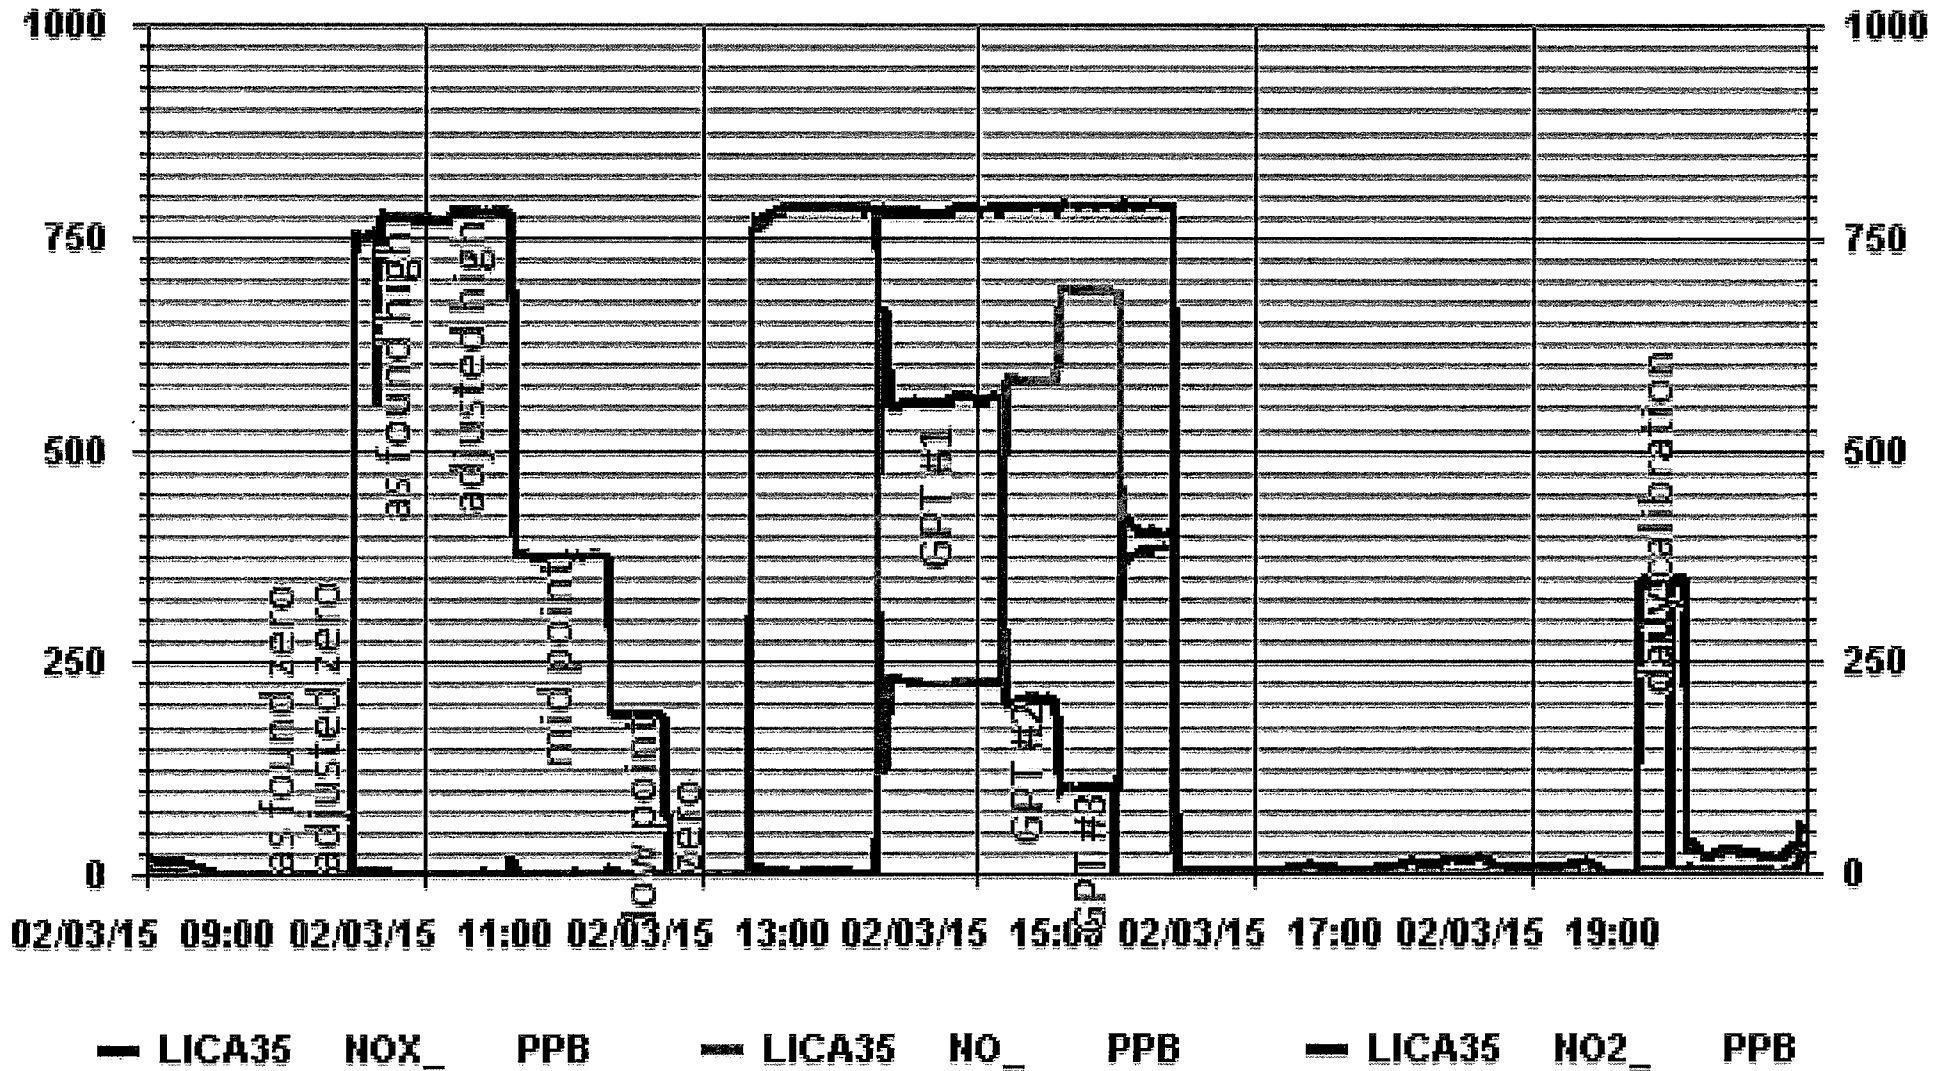 1000 1000
750 750
500 500
250 250
0 0
as found zero
adjusted zero
as found high
adjusted high
mid point
low point
zero
GPT #1
GPT #2
GPT #3
daily calibration
02/03/15 09:00 02/03/15 11:00 02/03/15 13:00 02/03/15 15:00 02/03/15 17:00 02/03/15 19:00
LICA35 NOX_ PPB LICA35 NO_ PPB LICA35 NO2_ PPB